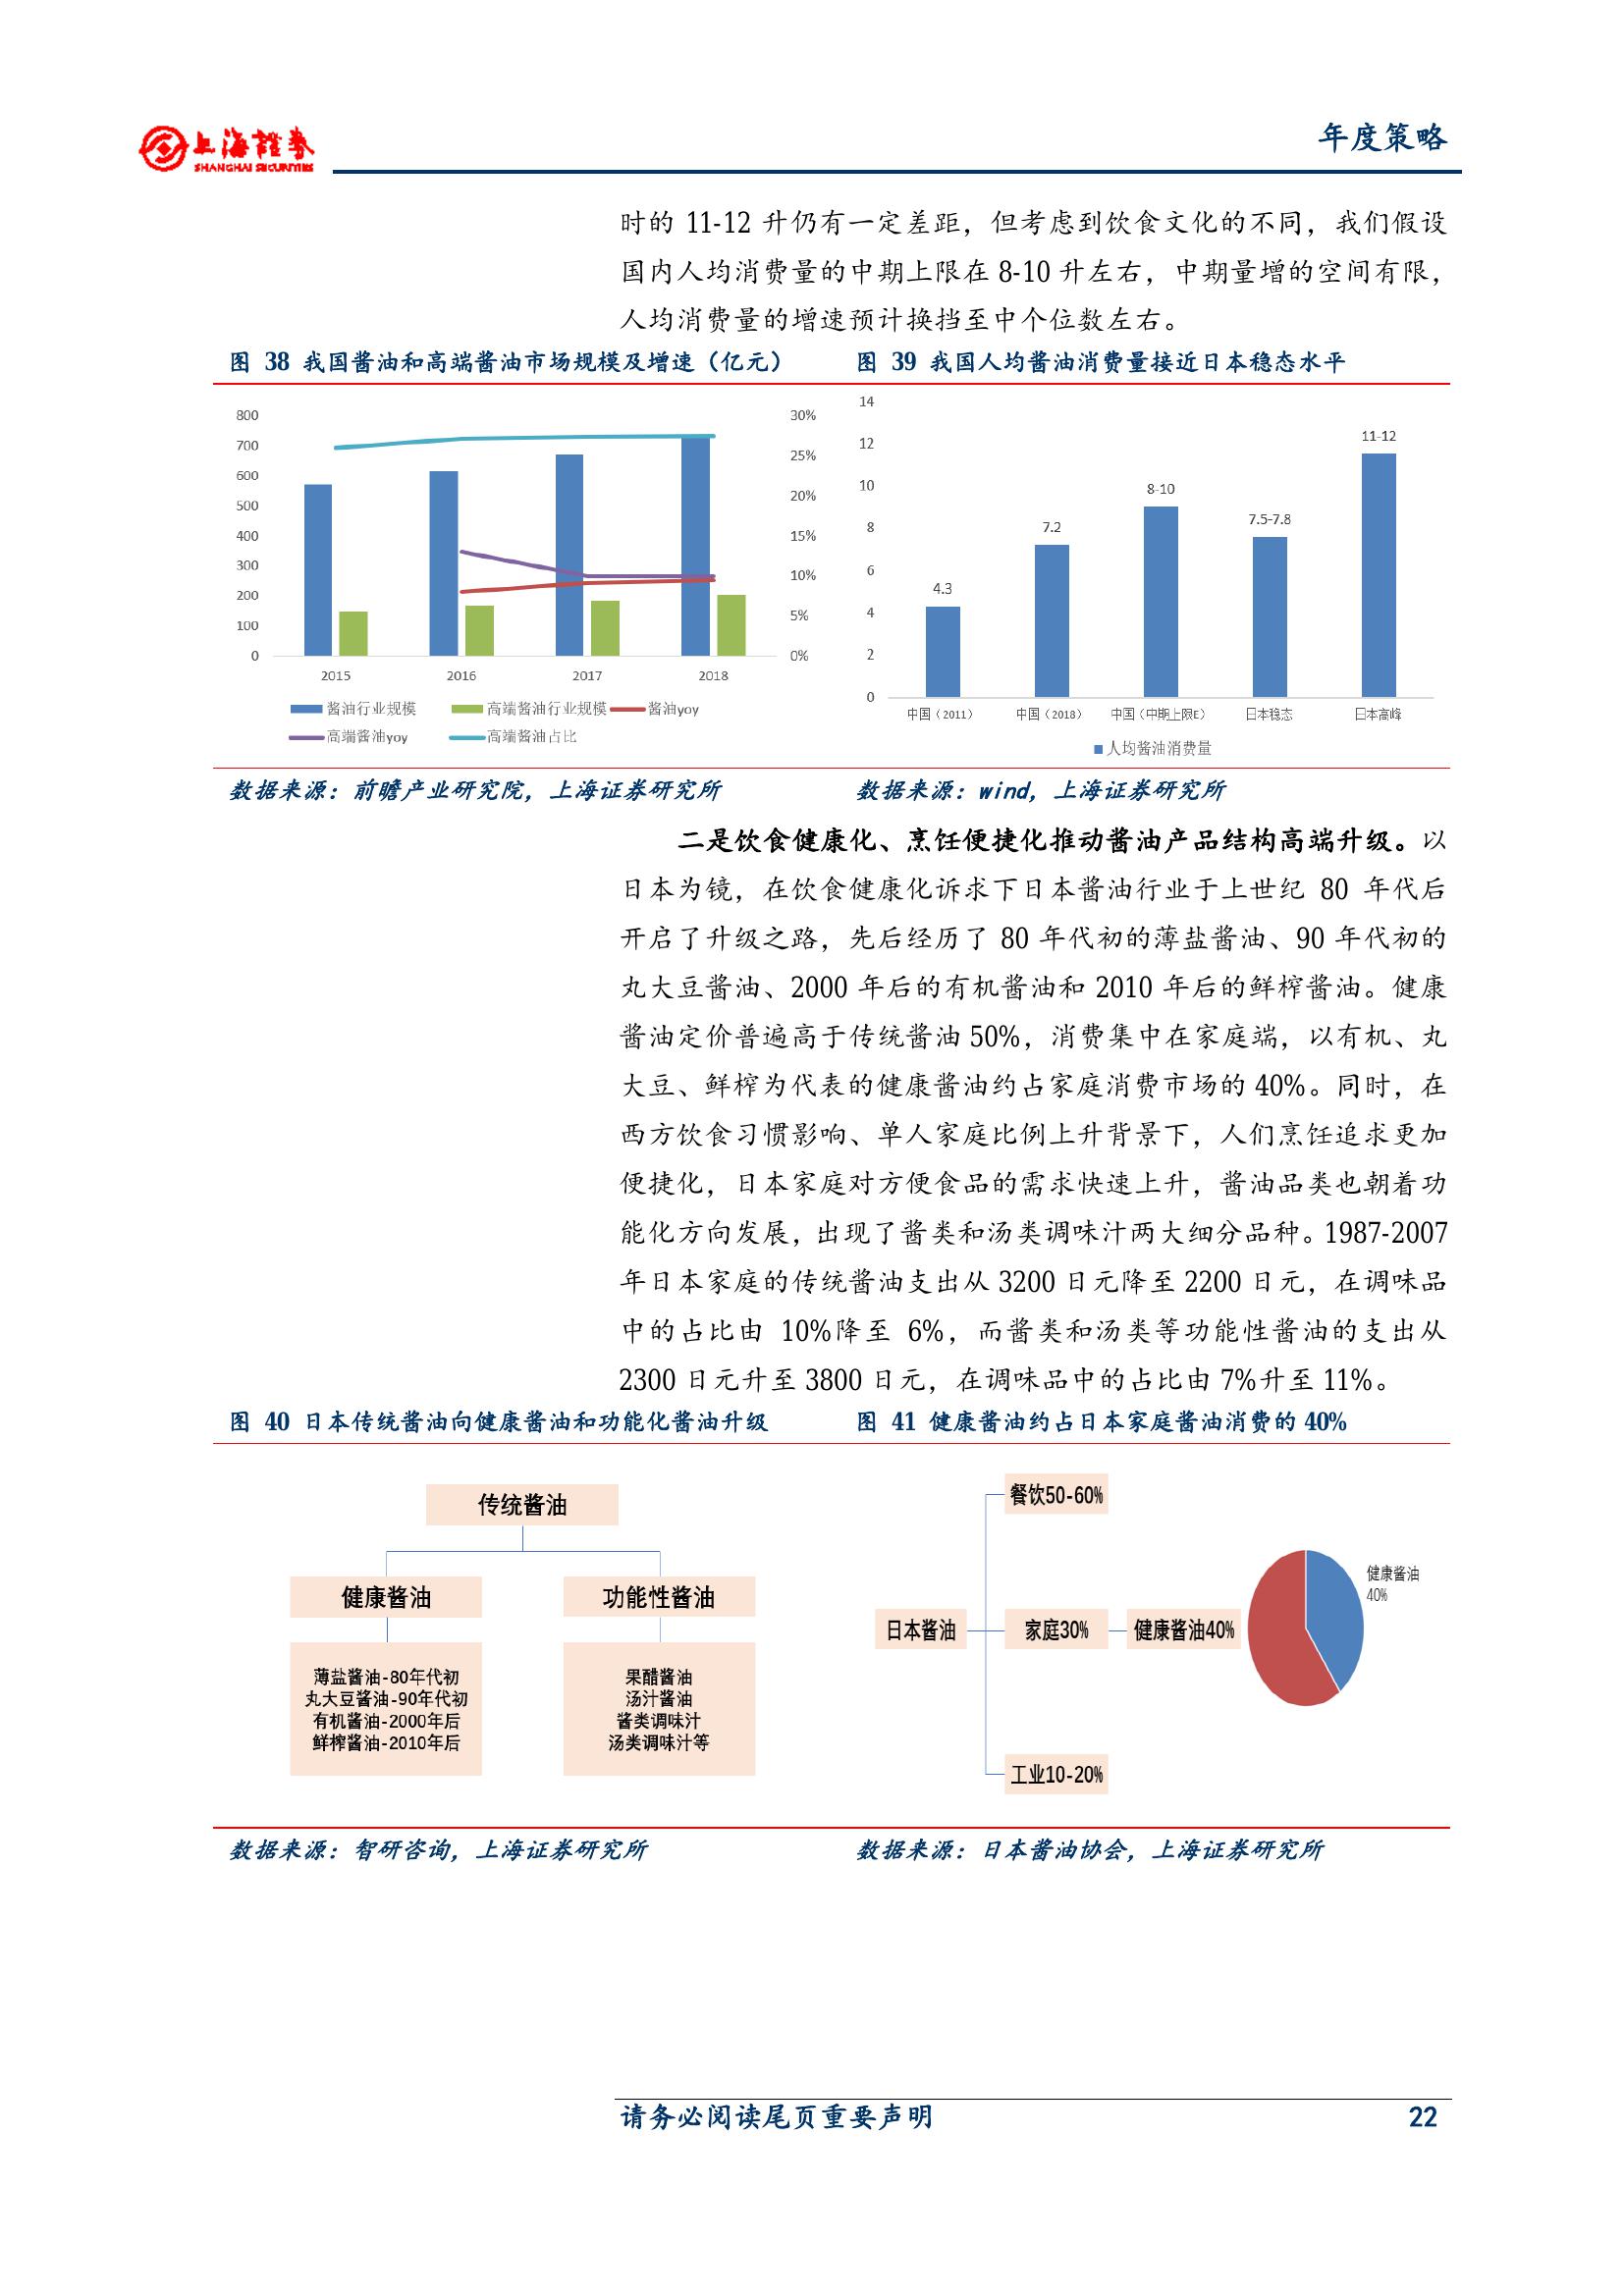 上海證券
SHANGHAI SECURITIES
年度策略
时的 11-12 升仍有一定差距，但考虑到饮食文化的不同，我们假设
国内人均消费量的中期上限在 8-10 升左右，中期量增的空间有限，
人均消费量的增速预计换挡至中个位数左右。
图 38 我国酱油和高端酱油市场规模及增速（亿元）
800
700
600
500
400
300
200
100
0
30%
25%
20%
15%
10%
5%
0%
2015 2016 2017 2018
酱油行业规模 高端酱油行业规模 酱油yoy
高端酱油yoy 高端酱油占比
图 39 我国人均酱油消费量接近日本稳态水平
14
12
10
8
6
4
2
0
4.3
7.2
8-10
7.5-7.8
11-12
中国（2011） 中国（2018） 中国（中期上限E） 日本稳态 日本高峰
人均酱油消费量
数据来源：前瞻产业研究院，上海证券研究所
数据来源：wind，上海证券研究所
二是饮食健康化、烹饪便捷化推动酱油产品结构高端升级。以
日本为镜，在饮食健康化诉求下日本酱油行业于上世纪 80 年代后
开启了升级之路，先后经历了 80 年代初的薄盐酱油、90 年代初的
丸大豆酱油、2000 年后的有机酱油和 2010 年后的鲜榨酱油。健康
酱油定价普遍高于传统酱油 50%，消费集中在家庭端，以有机、丸
大豆、鲜榨为代表的健康酱油约占家庭消费市场的 40%。同时，在
西方饮食习惯影响、单人家庭比例上升背景下，人们烹饪追求更加
便捷化，日本家庭对方便食品的需求快速上升，酱油品类也朝着功
能化方向发展，出现了酱类和汤类调味汁两大细分品种。1987-2007
年日本家庭的传统酱油支出从 3200 日元降至 2200 日元，在调味品
中的占比由 10%降至 6%，而酱类和汤类等功能性酱油的支出从
2300 日元升至 3800 日元，在调味品中的占比由 7%升至 11%。
图 40 日本传统酱油向健康酱油和功能化酱油升级
传统酱油
健康酱油
功能性酱油
薄盐酱油-80年代初
丸大豆酱油-90年代初
有机酱油-2000年后
鲜榨酱油-2010年后
果醋酱油
汤汁酱油
酱类调味汁
汤类调味汁等
图 41 健康酱油约占日本家庭酱油消费的 40%
餐饮50-60%
日本酱油
家庭30%
健康酱油40%
健康酱油
40%
工业10-20%
数据来源：智研咨询，上海证券研究所
数据来源：日本酱油协会，上海证券研究所
请务必阅读尾页重要声明
22